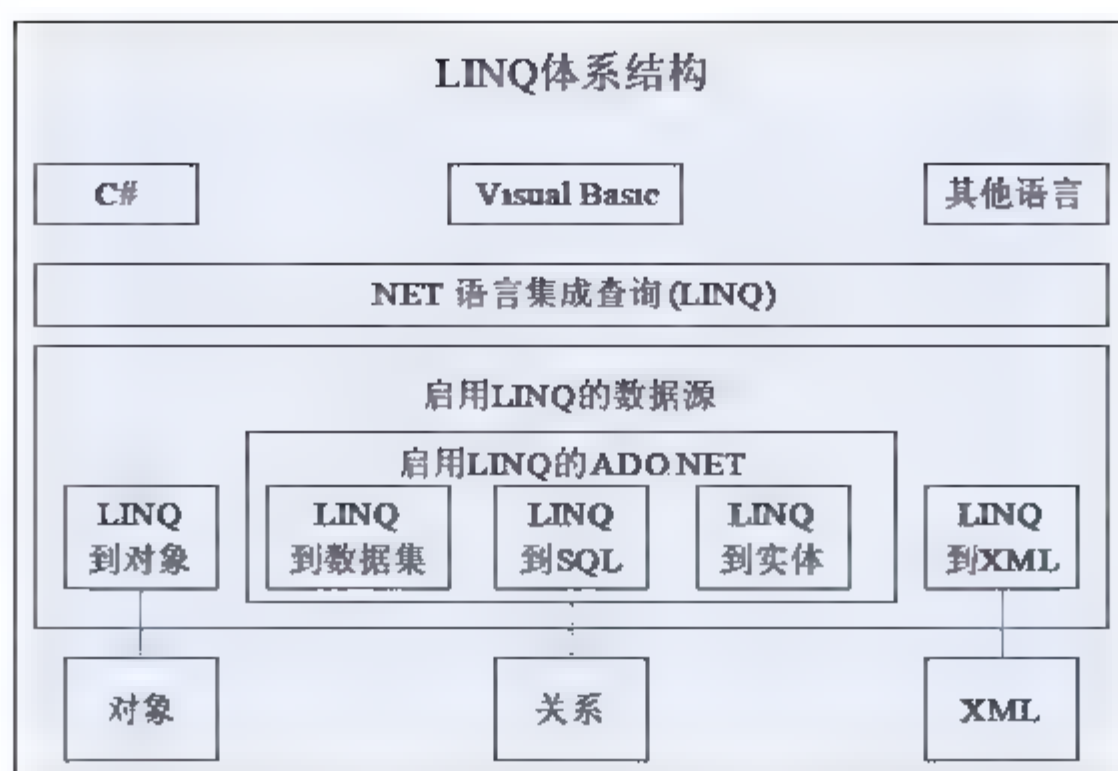 LINQ体系结构
C#
Visual Basic
其他语言
NET 语言集成查询(LINQ)
启用LINQ的数据源
启用LINQ的ADO.NET
LINQ
到对象
LINQ
到数据集
LINQ
到SQL
LINQ
到实体
LINQ
到XML
对象
关系
XML